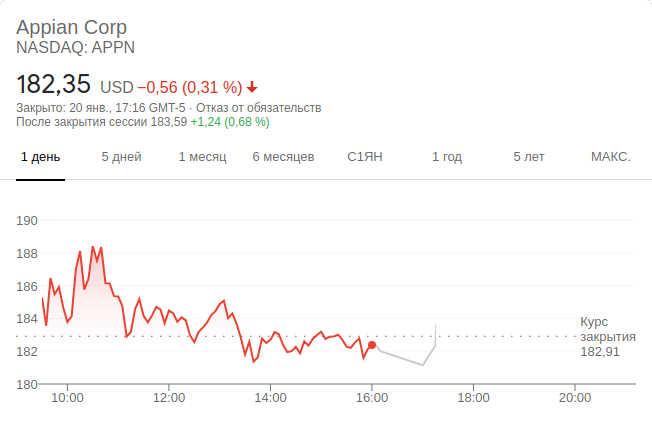 Appian Corp
NASDAQ: APPN
182,35 USD −0,56 (0,31 %)
Закрыто: 20 янв., 17:16 GMT-5 · Отказ от обязательств
После закрытия сессии 183,59 +1,24 (0,68 %)
1 день 5 дней 1 месяц 6 месяцев С1ЯН 1 год 5 лет МАКС.
190
188
186
184
182
180
Курс
закрытия
182,91
10:00 12:00 14:00 16:00 18:00 20:00